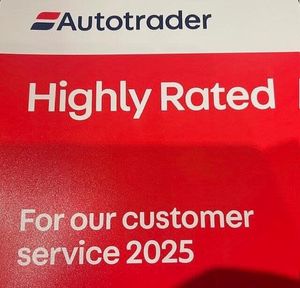 Autotrader
Highly Rated
For our customer
service 2025